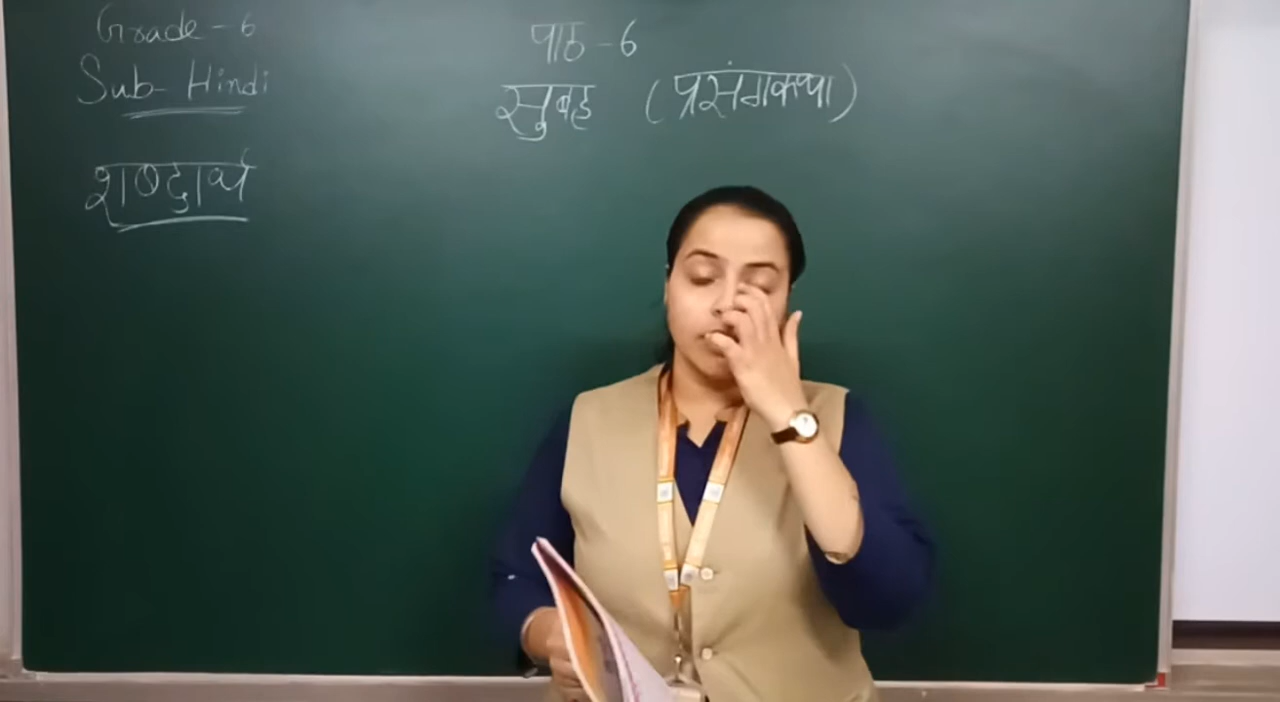 Grade - 6
Sub- Hindi
शब्दार्थ
पाठ - 6
सुबह (प्रसंगकथा)